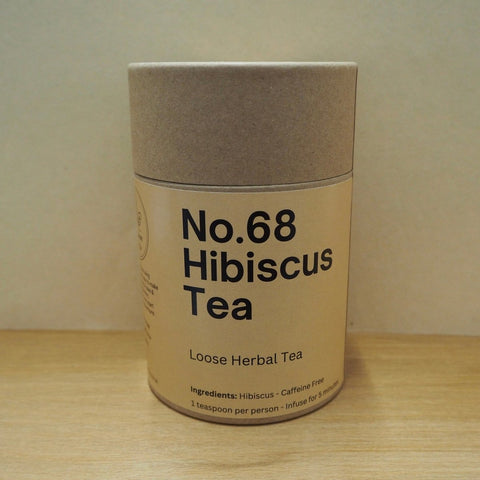 No.68
Hibiscus
Tea
Loose Herbal Tea
Ingredients: Hibiscus - Caffeine Free
1 teaspoon per person - Infuse for 5 minutes